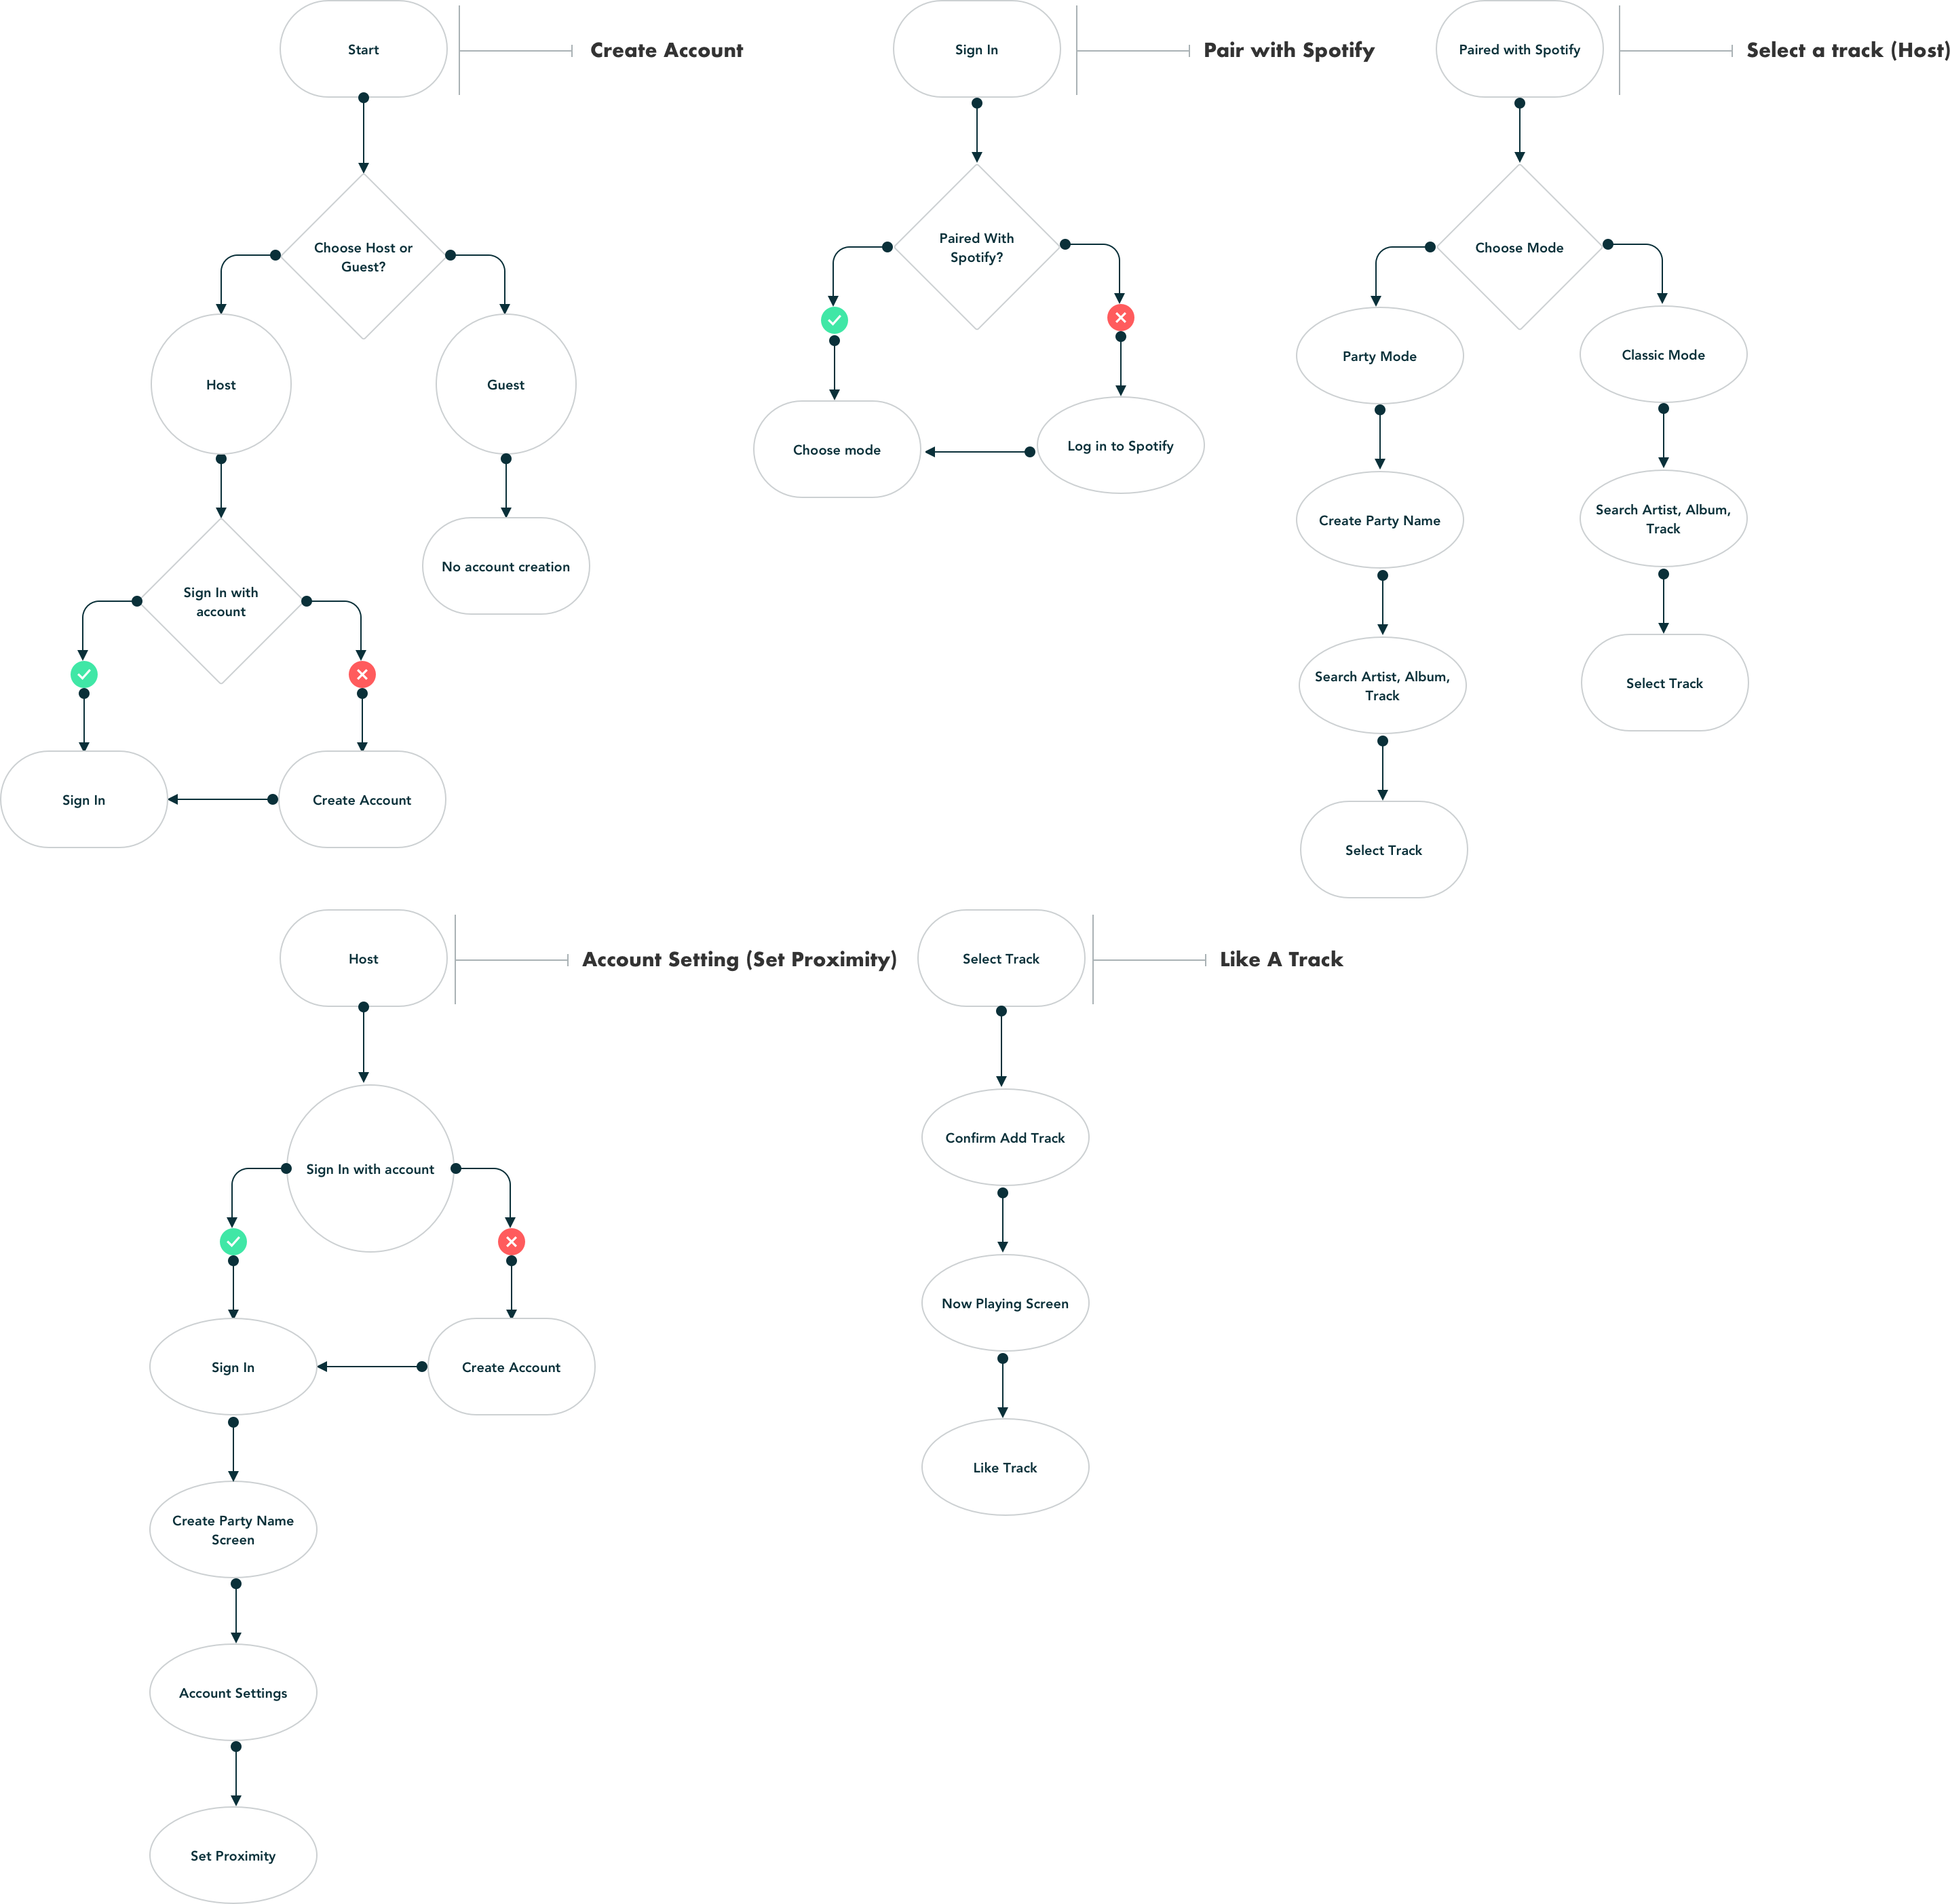 Start
Create Account
Choose Host or
Guest?
Host
Guest
No account creation
Sign In with
account
Sign In
Create Account
Sign In
Pair with Spotify
Paired With
Spotify?
Choose mode
Log in to Spotify
Paired with Spotify
Select a track (Host)
Choose Mode
Party Mode
Classic Mode
Create Party Name
Search Artist, Album,
Track
Search Artist, Album,
Track
Select Track
Select Track
Host
Account Setting (Set Proximity)
Sign In with account
Sign In
Create Account
Create Party Name
Screen
Account Settings
Set Proximity
Select Track
Like A Track
Confirm Add Track
Now Playing Screen
Like Track